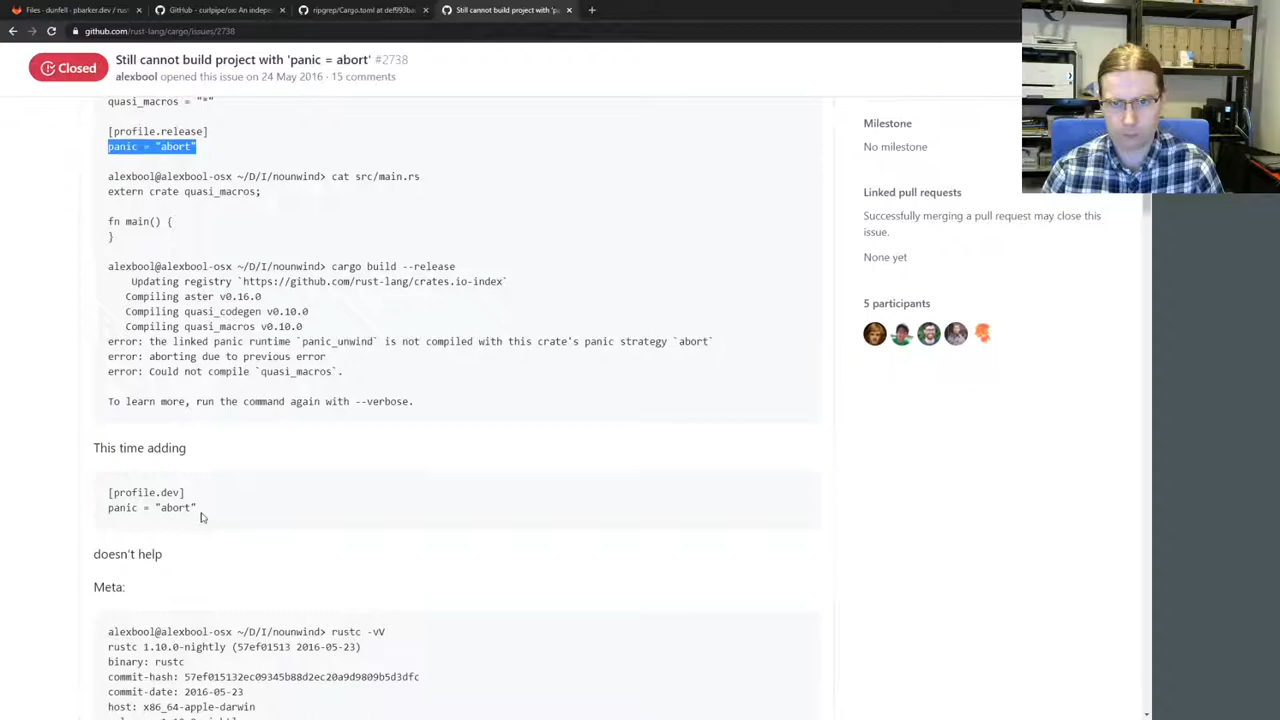 Files · dunfell · pbarker.dev / rus
GitHub - curlpipe/ox: An indepe
ripgrep/Cargo.toml at def993ba
Still cannot build project with 'pa
github.com/rust-lang/cargo/issues/2738
Closed
Still cannot build project with 'panic = abort' #2738
alexbool opened this issue on 24 May 2016 · 15 comments
quasi_macros = "*"
[profile.release]
panic = "abort"
alexbool@alexbool-osx ~/D/I/nounwind> cat src/main.rs
extern crate quasi_macros;
fn main() {
}
alexbool@alexbool-osx ~/D/I/nounwind> cargo build --release
Updating registry `https://github.com/rust-lang/crates.io-index`
Compiling aster v0.16.0
Compiling quasi_codegen v0.10.0
Compiling quasi_macros v0.10.0
error: the linked panic runtime `panic_unwind` is not compiled with this crate's panic strategy `abort`
error: aborting due to previous error
error: Could not compile `quasi_macros`.
To learn more, run the command again with --verbose.
This time adding
[profile.dev]
panic = "abort"
doesn't help
Meta:
alexbool@alexbool-osx ~/D/I/nounwind> rustc -vV
rustc 1.10.0-nightly (57ef01513 2016-05-23)
binary: rustc
commit-hash: 57ef015132ec09345b88d2ec20a9d9809b5d3dfc
commit-date: 2016-05-23
host: x86_64-apple-darwin
Milestone
No milestone
Linked pull requests
Successfully merging a pull request may close this
issue.
None yet
5 participants